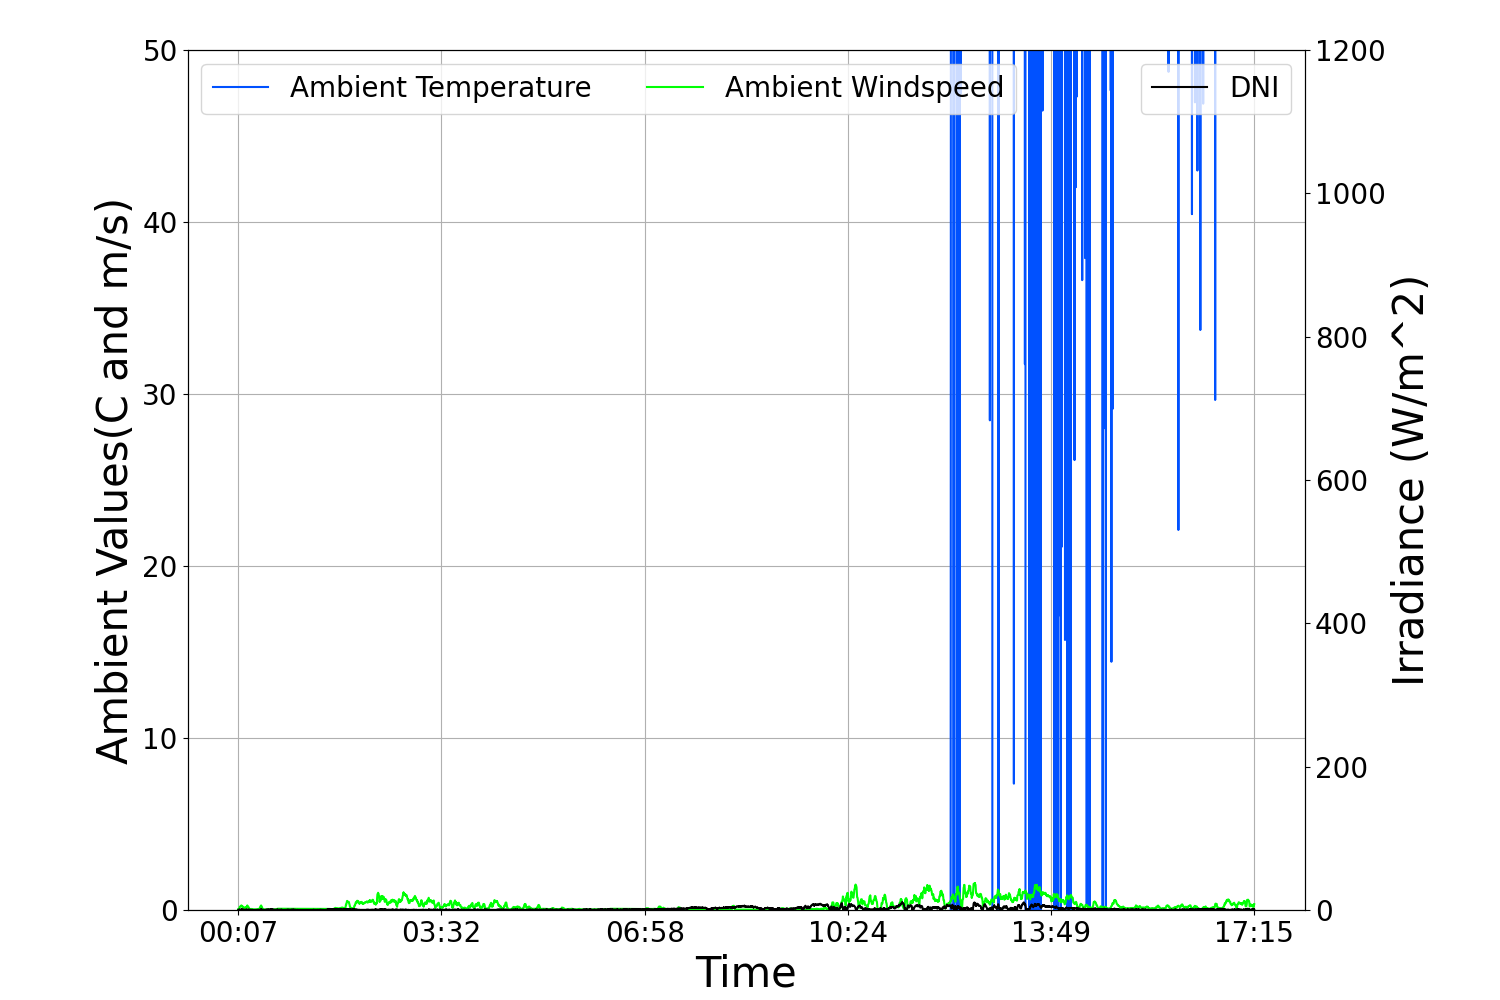 Ambient Temperature
Ambient Windspeed
DNI
Ambient Values(C and m/s)
50
40
30
20
10
0
1200
1000
800
600
400
200
0
Irradiance (W/m^2)
00:07 03:32 06:58 10:24 13:49 17:15
Time